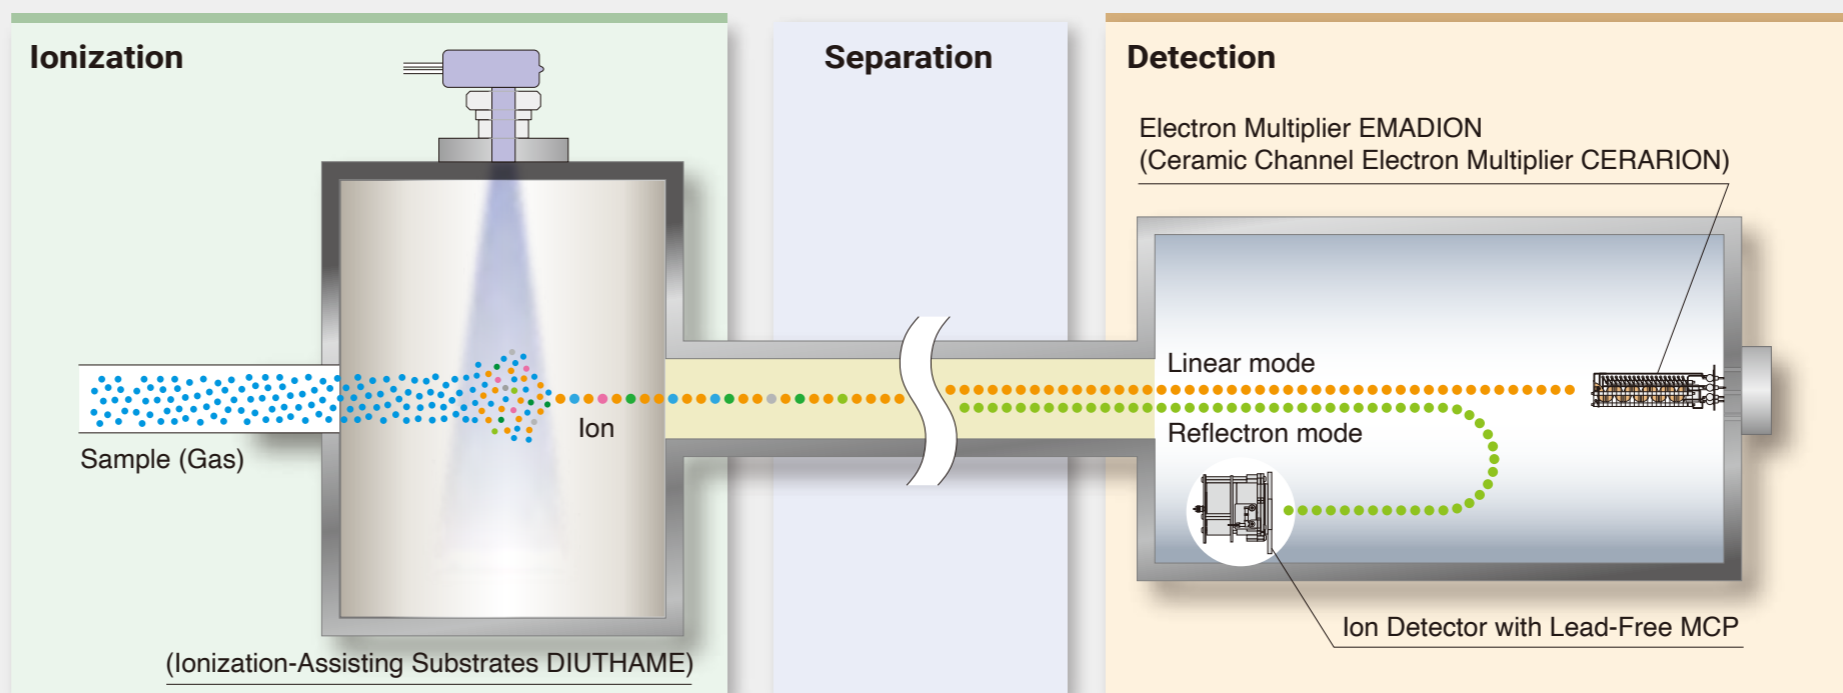 Ionization
Separation
Detection
Electron Multiplier EMADION
(Ceramic Channel Electron Multiplier CERARION)
Linear mode
Ion
Reflectron mode
Sample (Gas)
Ion Detector with Lead-Free MCP
(Ionization-Assisting Substrates DIUTHAME)